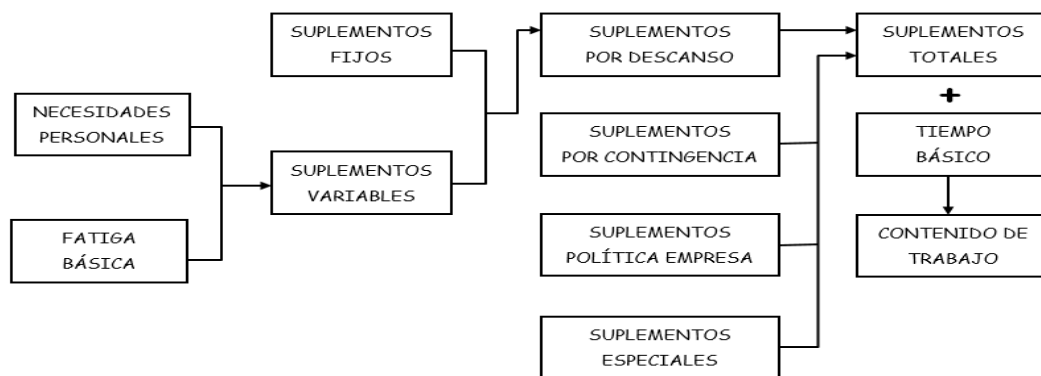 SUPLEMENTOS
FIJOS
SUPLEMENTOS
POR DESCANSO
SUPLEMENTOS
TOTALES
+
NECESIDADES
PERSONALES
SUPLEMENTOS
POR CONTINGENCIA
TIEMPO
BÁSICO
SUPLEMENTOS
VARIABLES
FATIGA
BÁSICA
SUPLEMENTOS
POLÍTICA EMPRESA
CONTENIDO DE
TRABAJO
SUPLEMENTOS
ESPECIALES